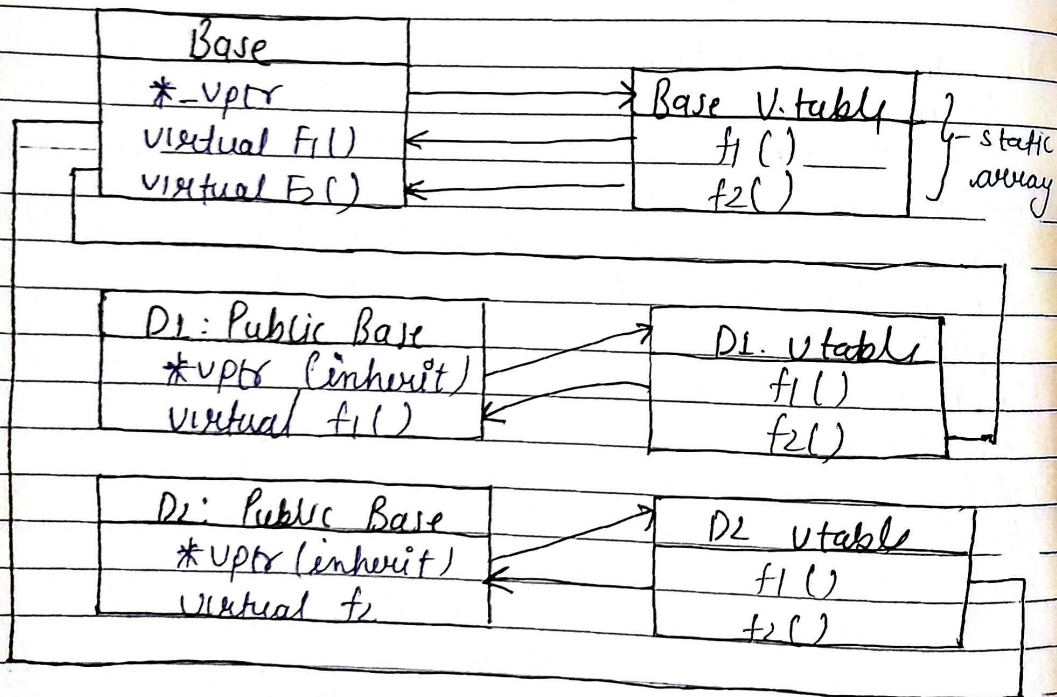 Base
*_vptr
virtual F1()
virtual F2()
Base V.table
f1()
f2()
static
array
D1: Public Base
*vptr (inherit)
virtual f1()
D1. vtable
f1()
f2()
D2: Public Base
*vptr (inherit)
virtual f2
D2 vtable
f1()
f2()